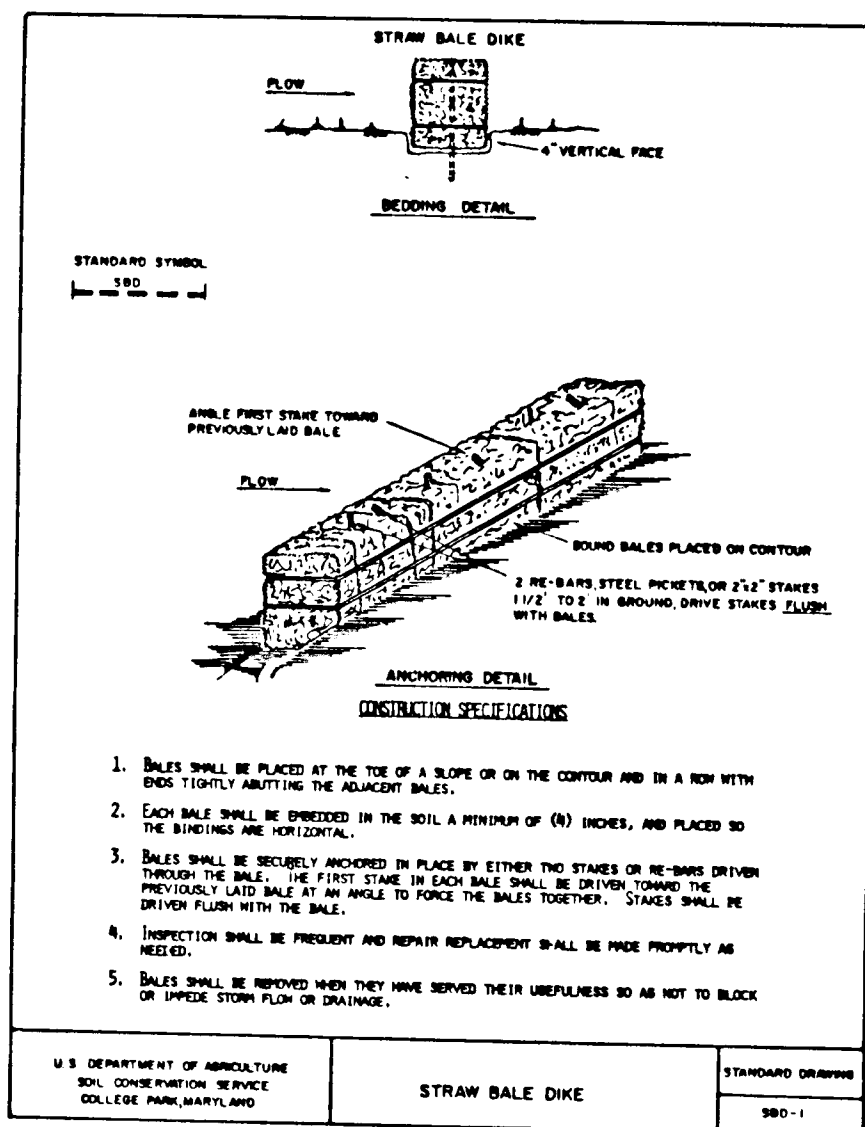 STRAW BALE DIKE
FLOW
4" VERTICAL FACE
BEDDING DETAIL
STANDARD SYMBOL
SBD
ANGLE FIRST STAKE TOWARD
PREVIOUSLY LAID BALE
FLOW
BOUND BALES PLACED ON CONTOUR
2 RE-BARS, STEEL PICKETS, OR 2"x2" STAKES
1 1/2' TO 2' IN GROUND, DRIVE STAKES FLUSH
WITH BALES.
ANCHORING DETAIL
CONSTRUCTION SPECIFICATIONS
1. BALES SHALL BE PLACED AT THE TOE OF A SLOPE OR ON THE CONTOUR AND IN A ROW WITH
ENDS TIGHTLY ABUTTING THE ADJACENT BALES.
2. EACH BALE SHALL BE EMBEDDED IN THE SOIL A MINIMUM OF (4) INCHES, AND PLACED SO
THE BINDINGS ARE HORIZONTAL.
3. BALES SHALL BE SECURELY ANCHORED IN PLACE BY EITHER TWO STAKES OR RE-BARS DRIVEN
THROUGH THE BALE. THE FIRST STAKE IN EACH BALE SHALL BE DRIVEN TOWARD THE
PREVIOUSLY LAID BALE AT AN ANGLE TO FORCE THE BALES TOGETHER. STAKES SHALL BE
DRIVEN FLUSH WITH THE BALE.
4. INSPECTION SHALL BE FREQUENT AND REPAIR REPLACEMENT SHALL BE MADE PROMPTLY AS
NEEDED.
5. BALES SHALL BE REMOVED WHEN THEY HAVE SERVED THEIR USEFULNESS SO AS NOT TO BLOCK
OR IMPEDE STORM FLOW OR DRAINAGE.
U.S DEPARTMENT OF AGRICULTURE
SOIL CONSERVATION SERVICE
COLLEGE PARK, MARYLAND
STRAW BALE DIKE
STANDARD DRAWING
SBD-1